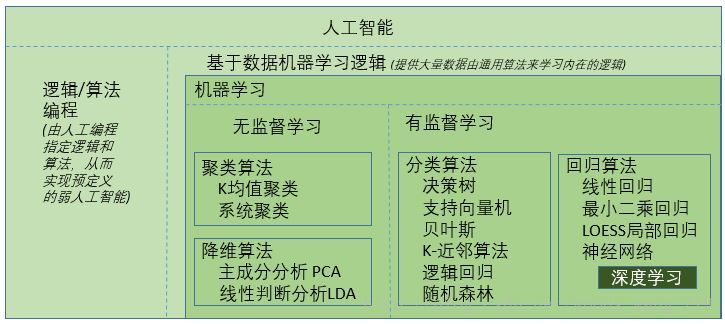 人工智能
逻辑/算法
编程
(由人工编程
指定逻辑和
算法，从而
实现预定义
的弱人工智能)
基于数据机器学习逻辑 (提供大量数据由通用算法来学习内在的逻辑)
机器学习
无监督学习
聚类算法
K均值聚类
系统聚类
降维算法
主成分分析 PCA
线性判断分析LDA
有监督学习
分类算法
决策树
支持向量机
贝叶斯
K-近邻算法
逻辑回归
随机森林
回归算法
线性回归
最小二乘回归
LOESS局部回归
神经网络
深度学习